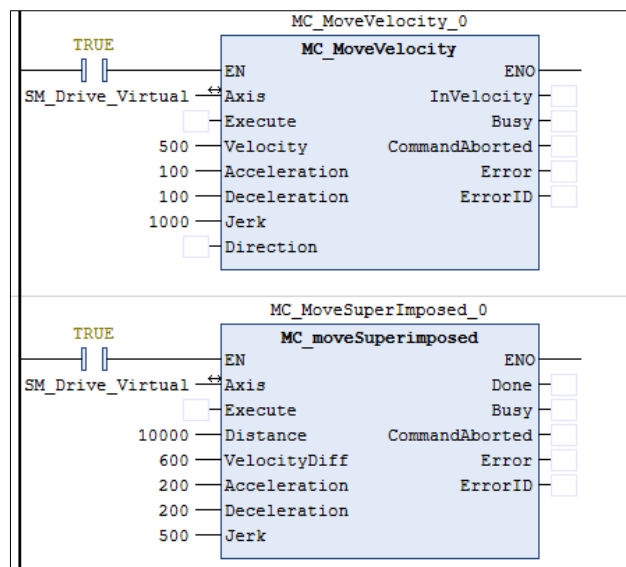 MC_MoveVelocity_0
TRUE
MC_MoveVelocity
EN ENO
SM_Drive_Virtual Axis InVelocity
Execute Busy
500 Velocity CommandAborted
100 Acceleration Error
100 Deceleration ErrorID
1000 Jerk
Direction
MC_MoveSuperImposed_0
TRUE
MC_moveSuperimposed
EN ENO
SM_Drive_Virtual Axis Done
Execute Busy
10000 Distance CommandAborted
600 VelocityDiff Error
200 Acceleration ErrorID
200 Deceleration
500 Jerk